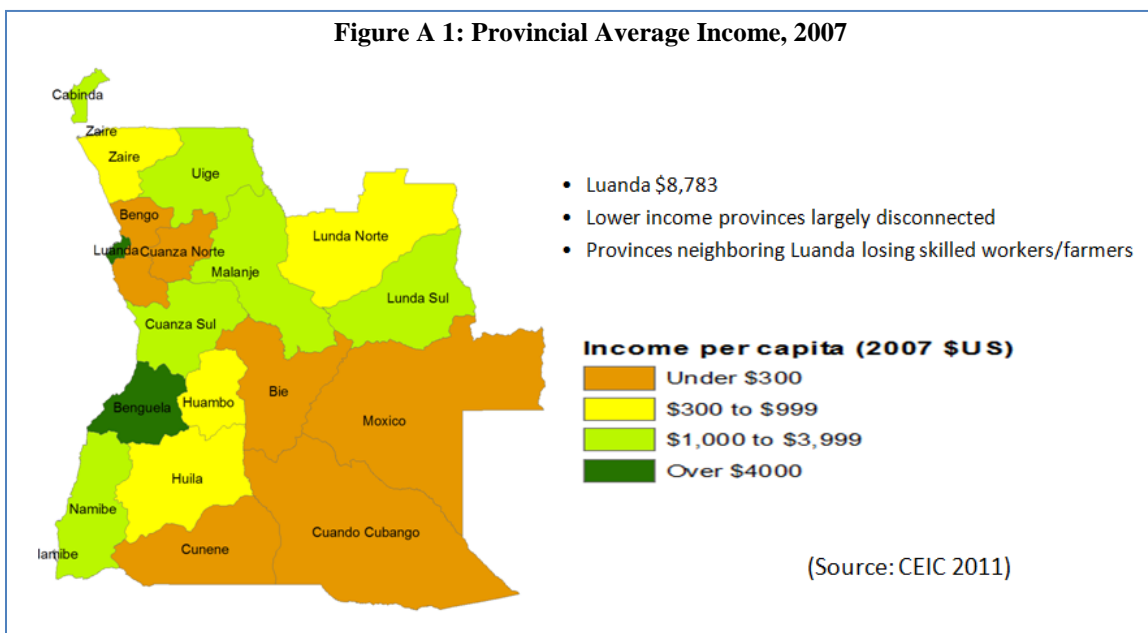 Figure A 1: Provincial Average Income, 2007
Cabinda
Zaire
Zaire
Uige
Bengo
Luanda
Cuanza Norte
Malanje
Lunda Norte
Lunda Sul
Cuanza Sul
Benguela
Huambo
Bie
Moxico
Huila
Namibe
lamibe
Cunene
Cuando Cubango
• Luanda $8,783
• Lower income provinces largely disconnected
• Provinces neighboring Luanda losing skilled workers/farmers
Income per capita (2007 $US)
Under $300
$300 to $999
$1,000 to $3,999
Over $4000
(Source: CEIC 2011)